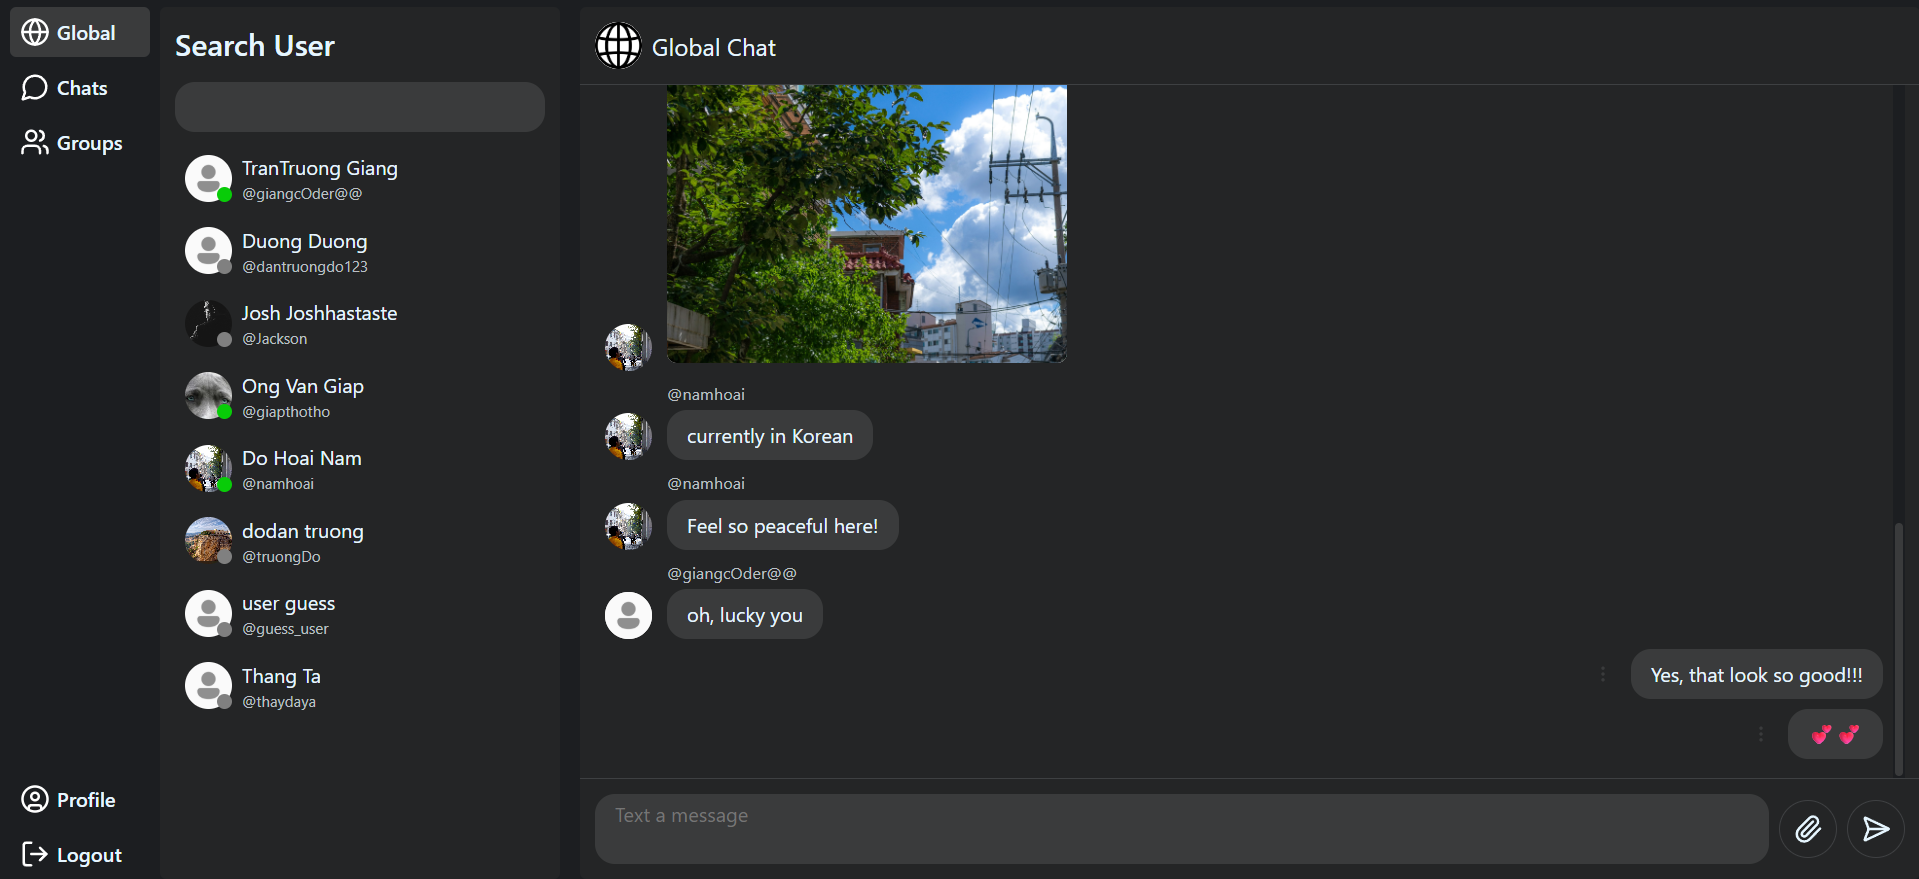 Global
Chats
Groups
Profile
Logout
Search User
TranTruong Giang
@giangcOder@@
Duong Duong
@dantruongdo123
Josh Joshhastaste
@Jackson
Ong Van Giap
@giapthotho
Do Hoai Nam
@namhoai
dodan truong
@truongDo
user guess
@guess_user
Thang Ta
@thaydaya
Global Chat
@namhoai
currently in Korean
@namhoai
Feel so peaceful here!
@giangcOder@@
oh, lucky you
Yes, that look so good!!!
💕 💕
Text a message